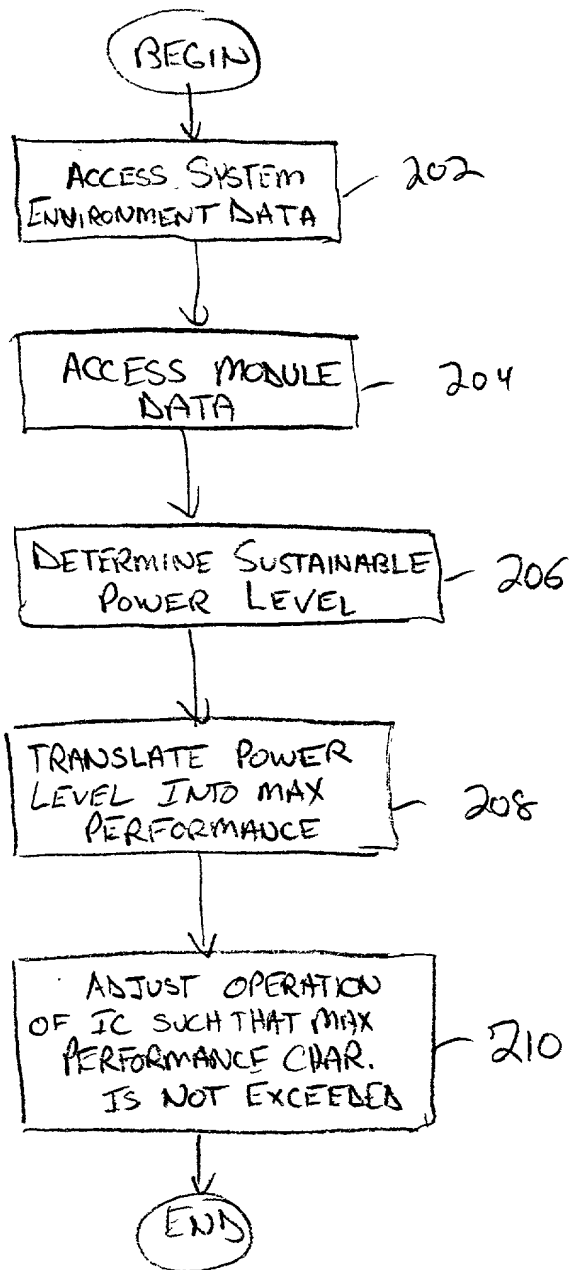 BEGIN
ACCESS SYSTEM
ENVIRONMENT DATA
202
ACCESS MODULE
DATA
204
DETERMINE SUSTAINABLE
POWER LEVEL
206
TRANSLATE POWER
LEVEL INTO MAX
PERFORMANCE
208
ADJUST OPERATION
OF IC SUCH THAT MAX
PERFORMANCE CHAR.
IS NOT EXCEEDED
210
END